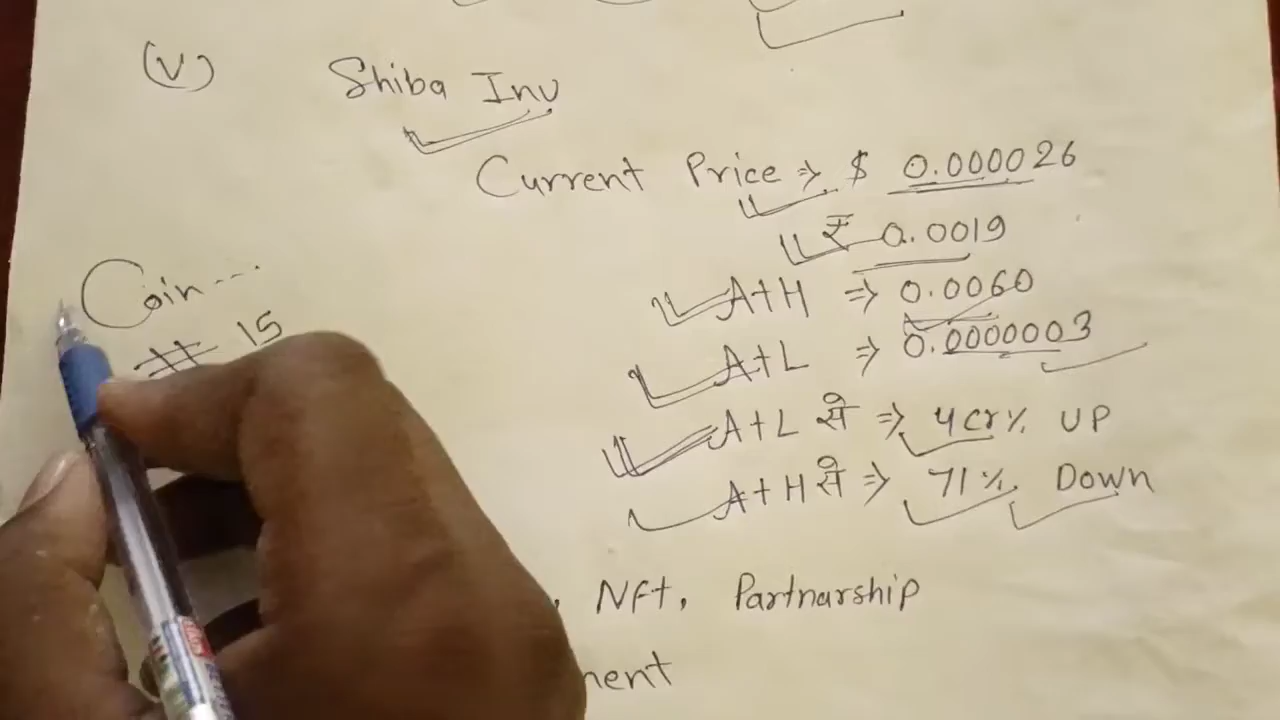 (V) Shiba Inu
Current Price ⇒ $ 0.000026
₹ 0.0019
Coin...
# 15
AtH ⇒ 0.0060
AtL ⇒ 0.0000003
AtL से ⇒ 4cr% UP
AtH से ⇒ 71% Down
, Nft, Partnarship
nent